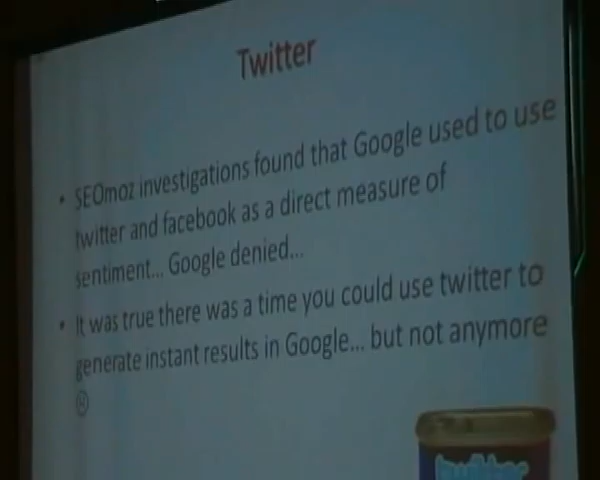 Twitter
• SEOmoz investigations found that Google used to use
twitter and facebook as a direct measure of
sentiment... Google denied...
• It was true there was a time you could use twitter to
generate instant results in Google... but not anymore
☹
twitter